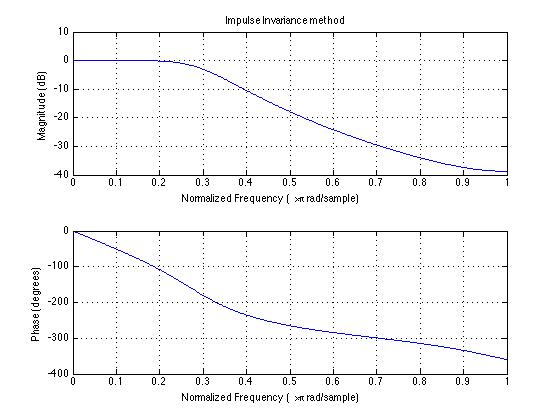 Impulse Invariance method
10
0
-10
-20
-30
-40
Magnitude (dB)
0 0.1 0.2 0.3 0.4 0.5 0.6 0.7 0.8 0.9 1
Normalized Frequency (×π rad/sample)
0
-100
-200
-300
-400
Phase (degrees)
0 0.1 0.2 0.3 0.4 0.5 0.6 0.7 0.8 0.9 1
Normalized Frequency (×π rad/sample)